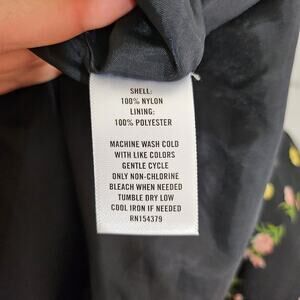 SHELL:
100% NYLON
LINING:
100% POLYESTER
MACHINE WASH COLD
WITH LIKE COLORS
GENTLE CYCLE
ONLY NON-CHLORINE
BLEACH WHEN NEEDED
TUMBLE DRY LOW
COOL IRON IF NEEDED
RN154379